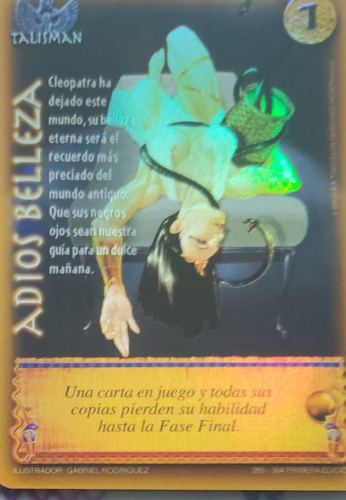 TALISMAN
1
ADIOS BELLEZA
Cleopatra ha
dejado este
mundo, su belleza
eterna será el
recuerdo más
preciado del
mundo antiguo.
Que sus negros
ojos sean nuestra
guía para un dulce
mañana.
Una carta en juego y todas sus
copias pierden su habilidad
hasta la Fase Final.
ILUSTRADOR: GABRIEL RODRIGUEZ
PRIMERA EDICIO